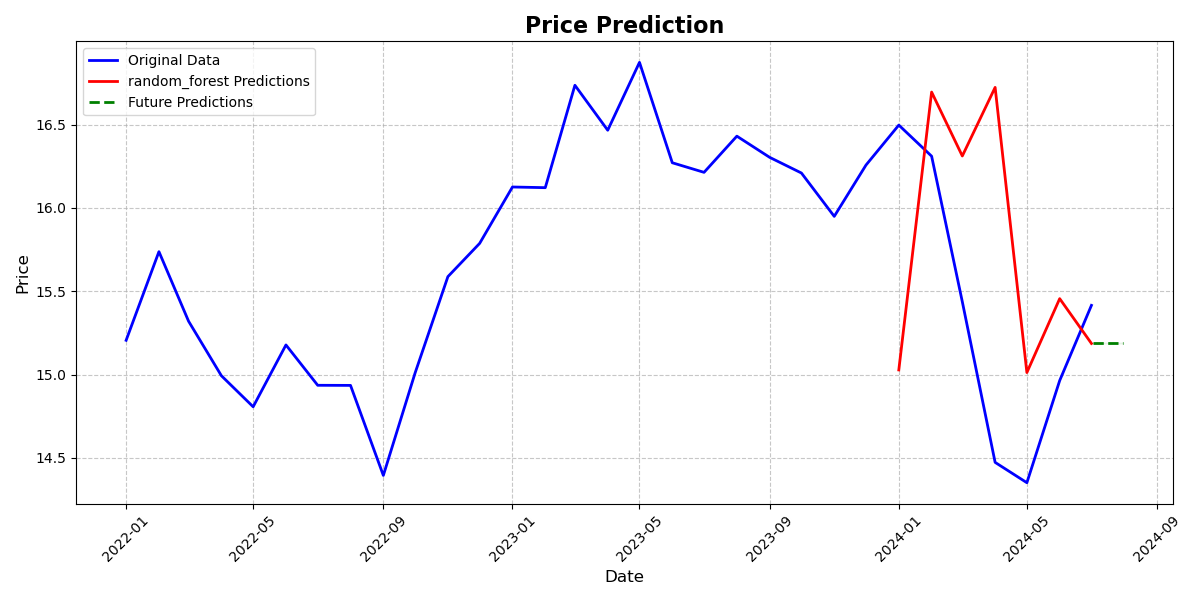 Price Prediction
Original Data
random_forest Predictions
Future Predictions
Price
16.5
16.0
15.5
15.0
14.5
2022-01
2022-05
2022-09
2023-01
2023-05
2023-09
2024-01
2024-05
2024-09
Date